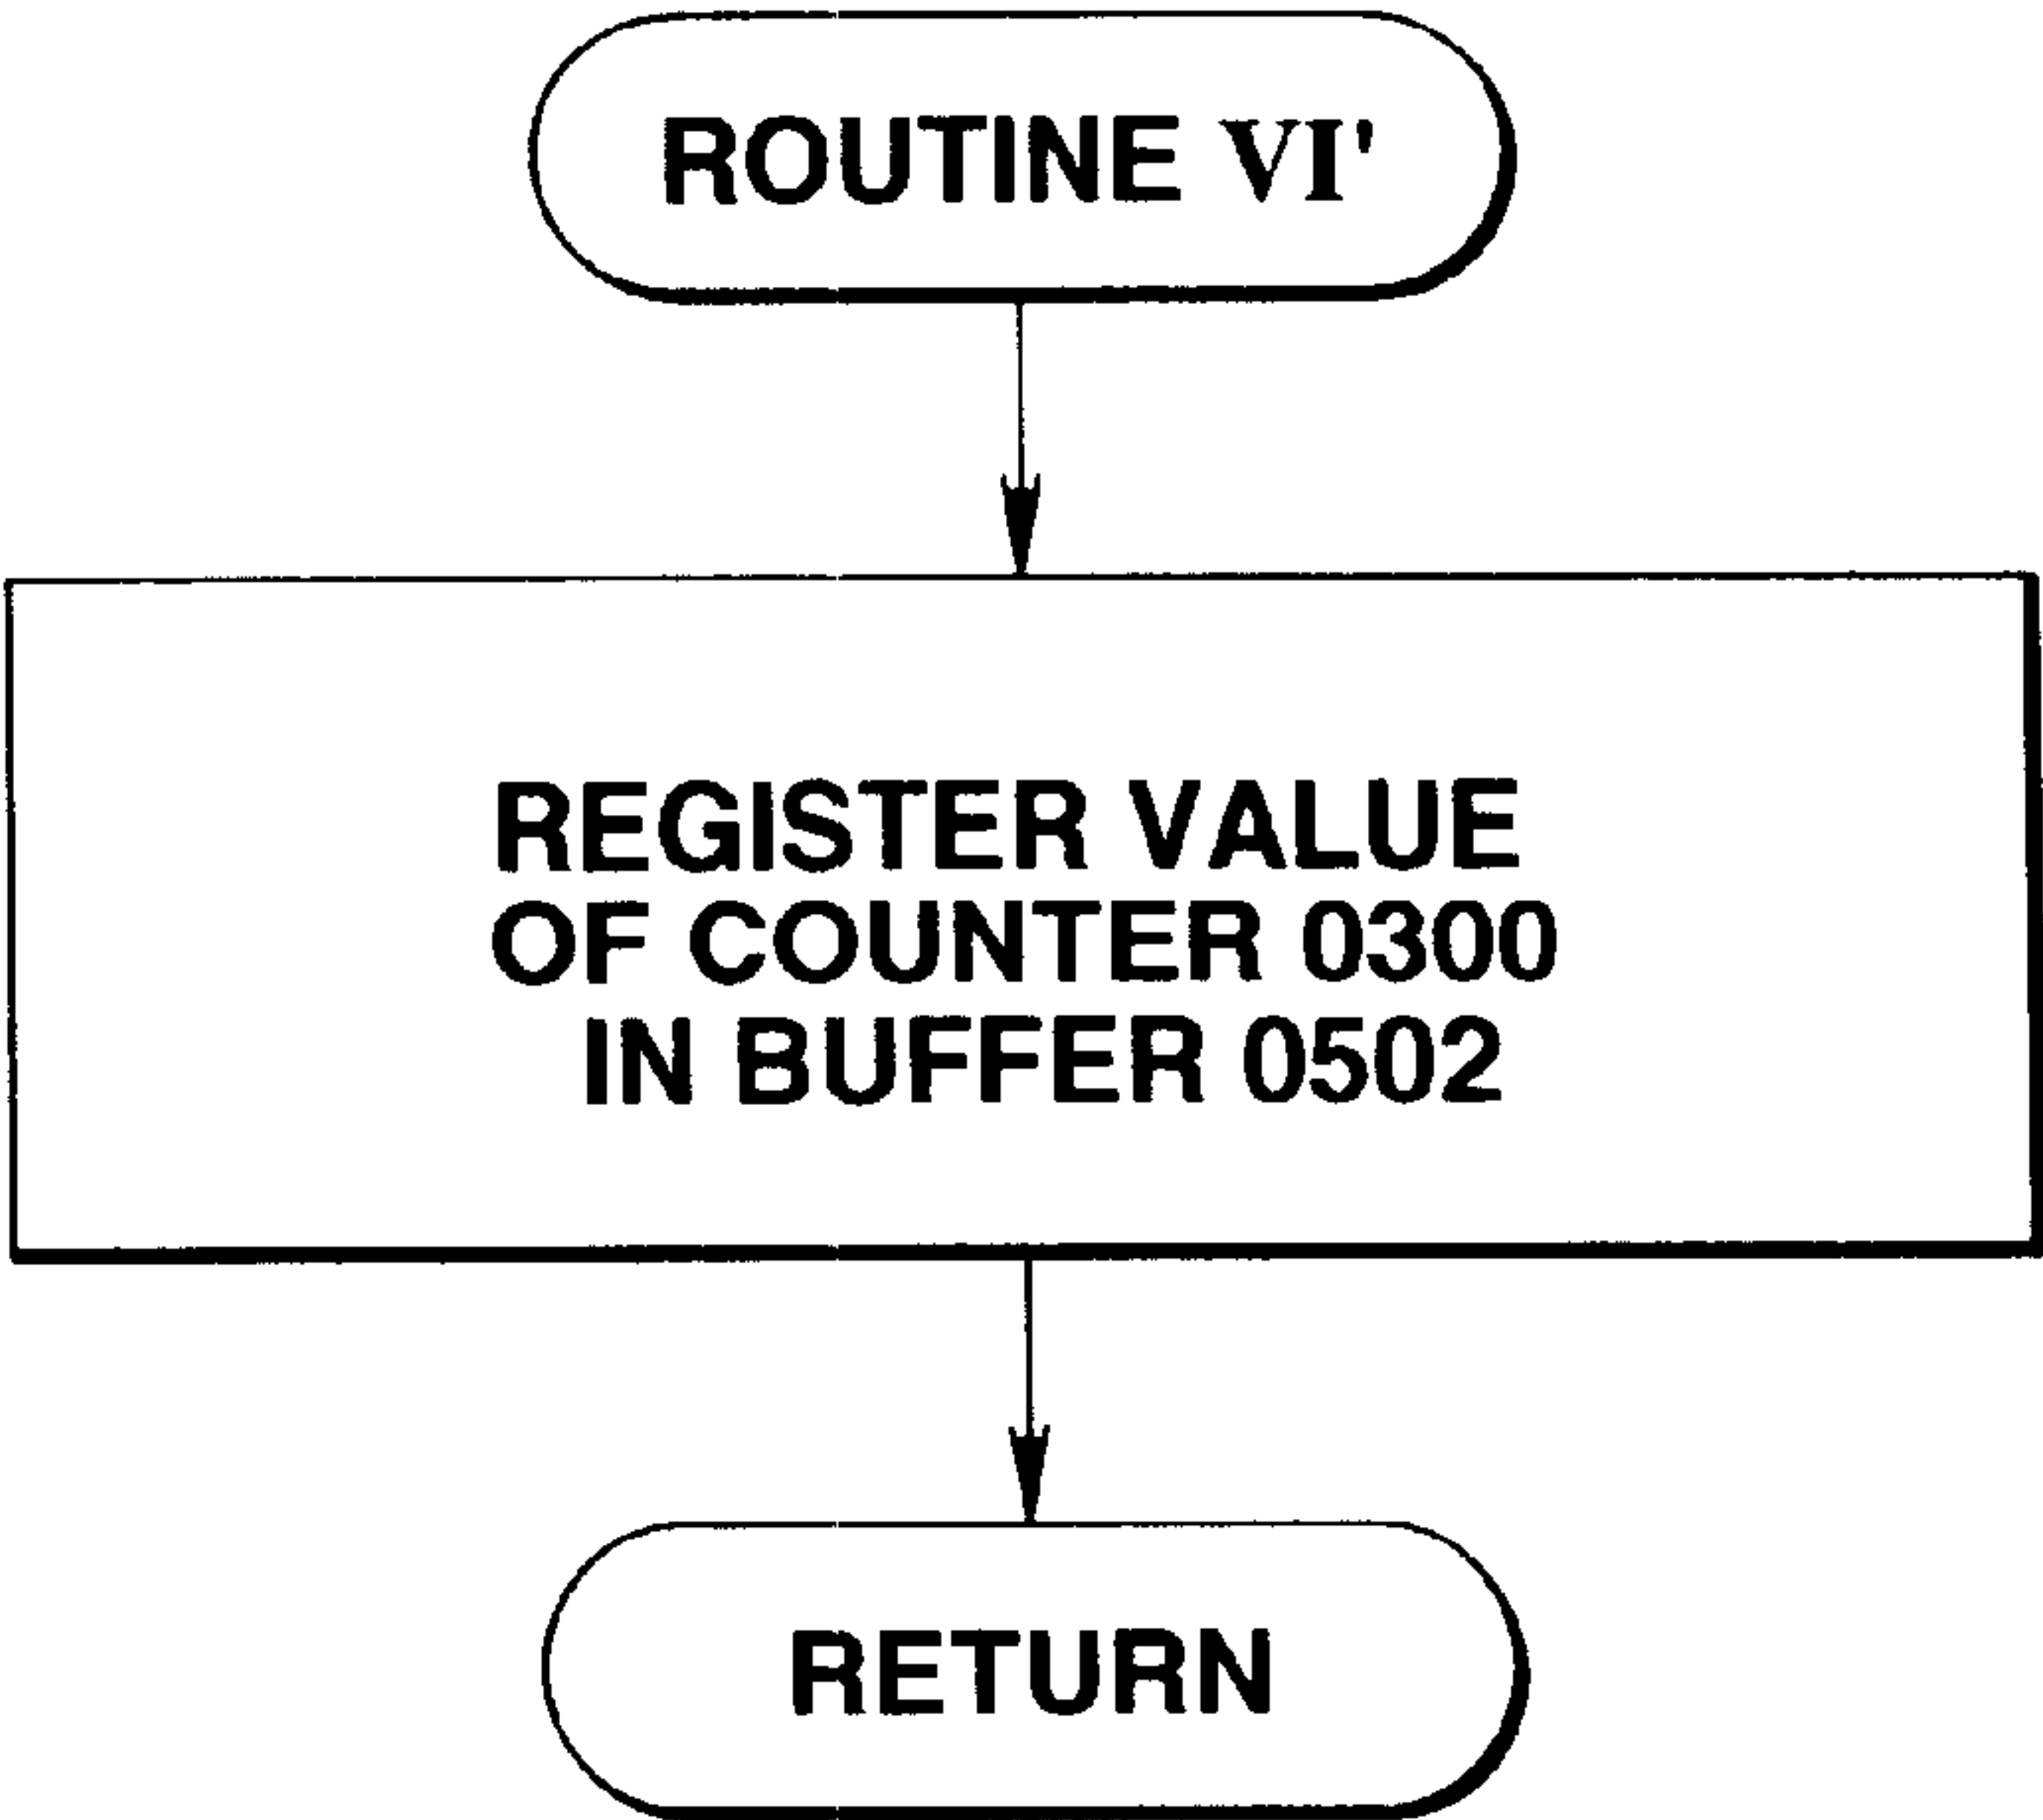 ROUTINE VI'
REGISTER VALUE
OF COUNTER 0300
IN BUFFER 0502
RETURN